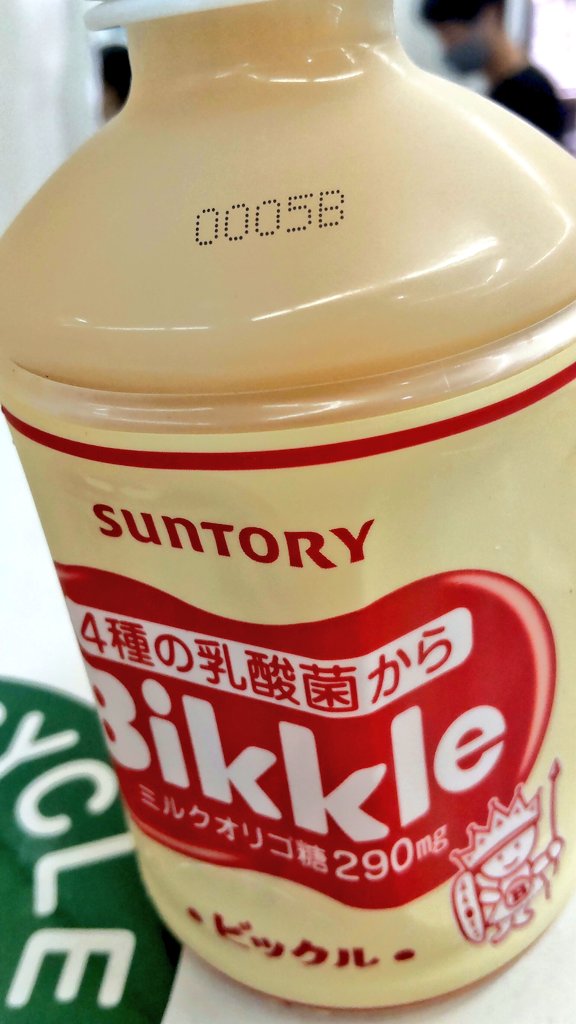 0005B
SUNTORY
4種の乳酸菌から
Bikkle
ミルクオリゴ糖290mg
・ビックル・
YCLE
B